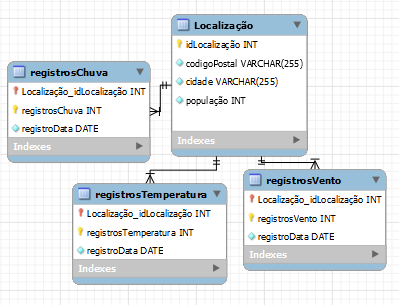 Localização
idLocalização INT
codigoPostal VARCHAR(255)
cidade VARCHAR(255)
população INT
Indexes
registrosChuva
Localização_idLocalização INT
registrosChuva INT
registroData DATE
Indexes
registrosTemperatura
Localização_idLocalização INT
registrosTemperatura INT
registroData DATE
Indexes
registrosVento
Localização_idLocalização INT
registrosVento INT
registroData DATE
Indexes